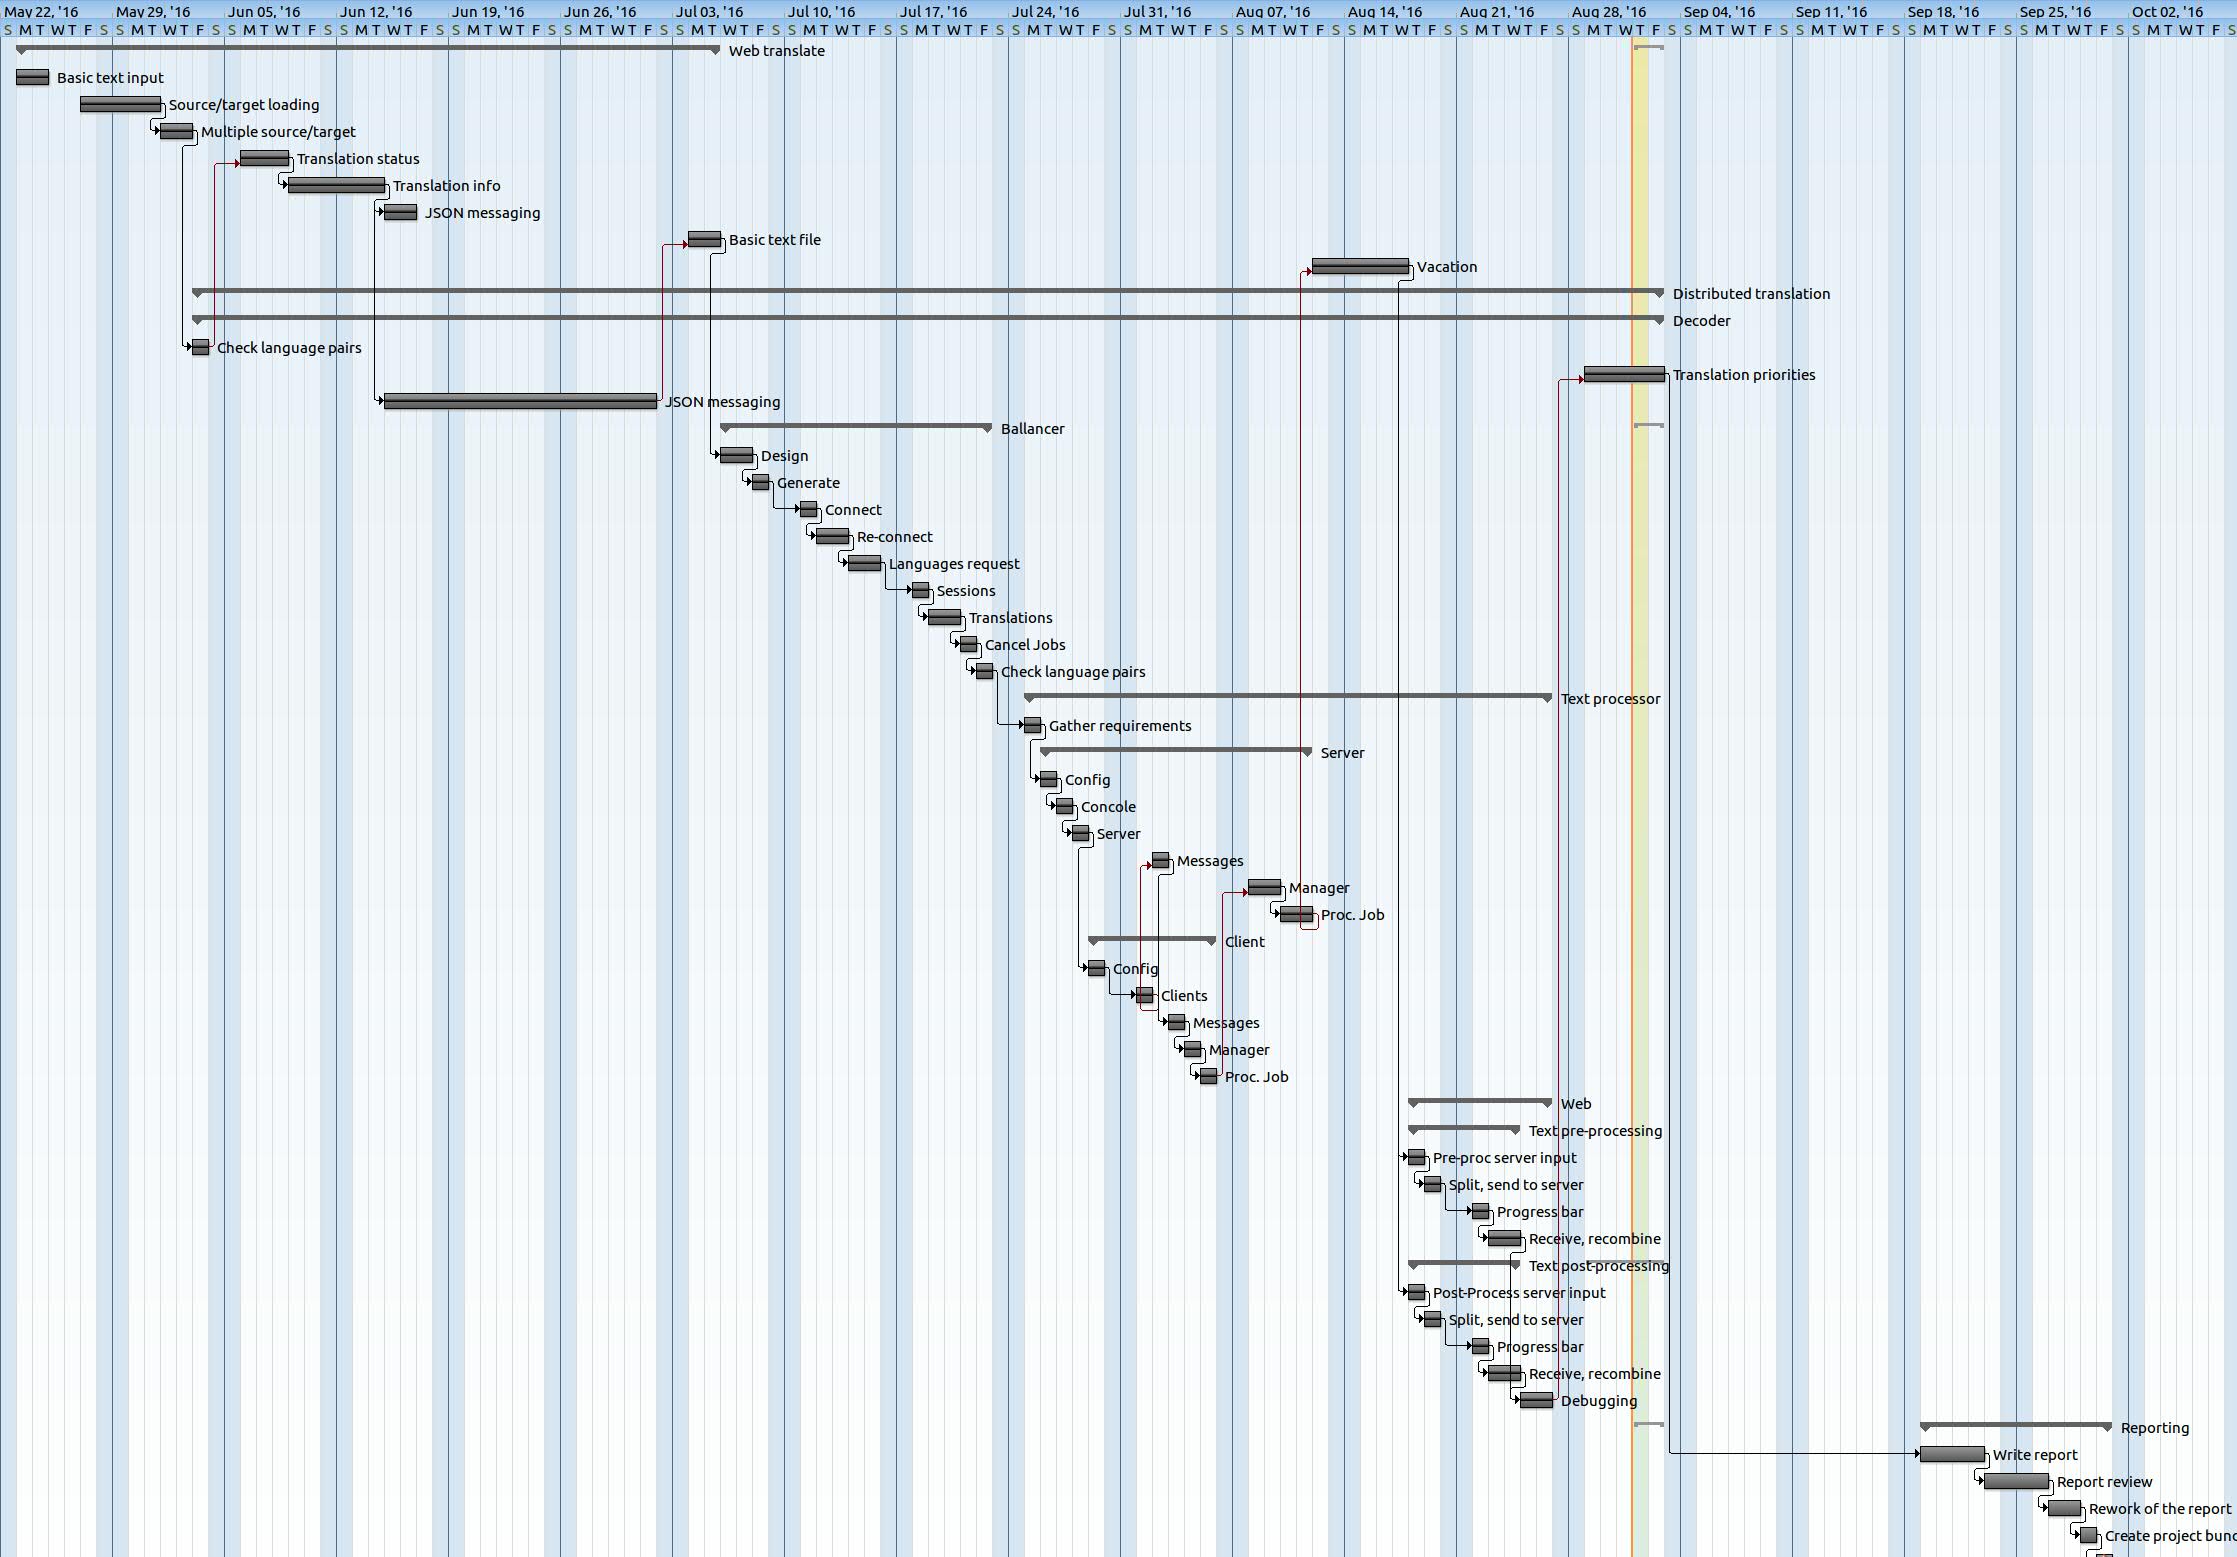 May 22, '16 May 29, '16 Jun 05, '16 Jun 12, '16 Jun 19, '16 Jun 26, '16 Jul 03, '16 Jul 10, '16 Jul 17, '16 Jul 24, '16 Jul 31, '16 Aug 07, '16 Aug 14, '16 Aug 21, '16 Aug 28, '16 Sep 04, '16 Sep 11, '16 Sep 18, '16 Sep 25, '16 Oct 02, '16
S M T W T F S S M T W T F S S M T W T F S S M T W T F S S M T W T F S S M T W T F S S M T W T F S S M T W T F S S M T W T F S S M T W T F S S M T W T F S S M T W T F S S M T W T F S S M T W T F S S M T W T F S S M T W T F S S M T W T F S S M T W T F S S M T W T F S S M T W T F S
Web translate
Basic text input
Source/target loading
Multiple source/target
Translation status
Translation info
JSON messaging
Basic text file
Vacation
Distributed translation
Decoder
Check language pairs
Translation priorities
JSON messaging
Ballancer
Design
Generate
Connect
Re-connect
Languages request
Sessions
Translations
Cancel Jobs
Check language pairs
Text processor
Gather requirements
Server
Config
Concole
Server
Messages
Manager
Proc. Job
Client
Config
Clients
Messages
Manager
Proc. Job
Web
Text pre-processing
Pre-proc server input
Split, send to server
Progress bar
Receive, recombine
Text post-processing
Post-Process server input
Split, send to server
Progress bar
Receive, recombine
Debugging
Reporting
Write report
Report review
Rework of the report
Create project